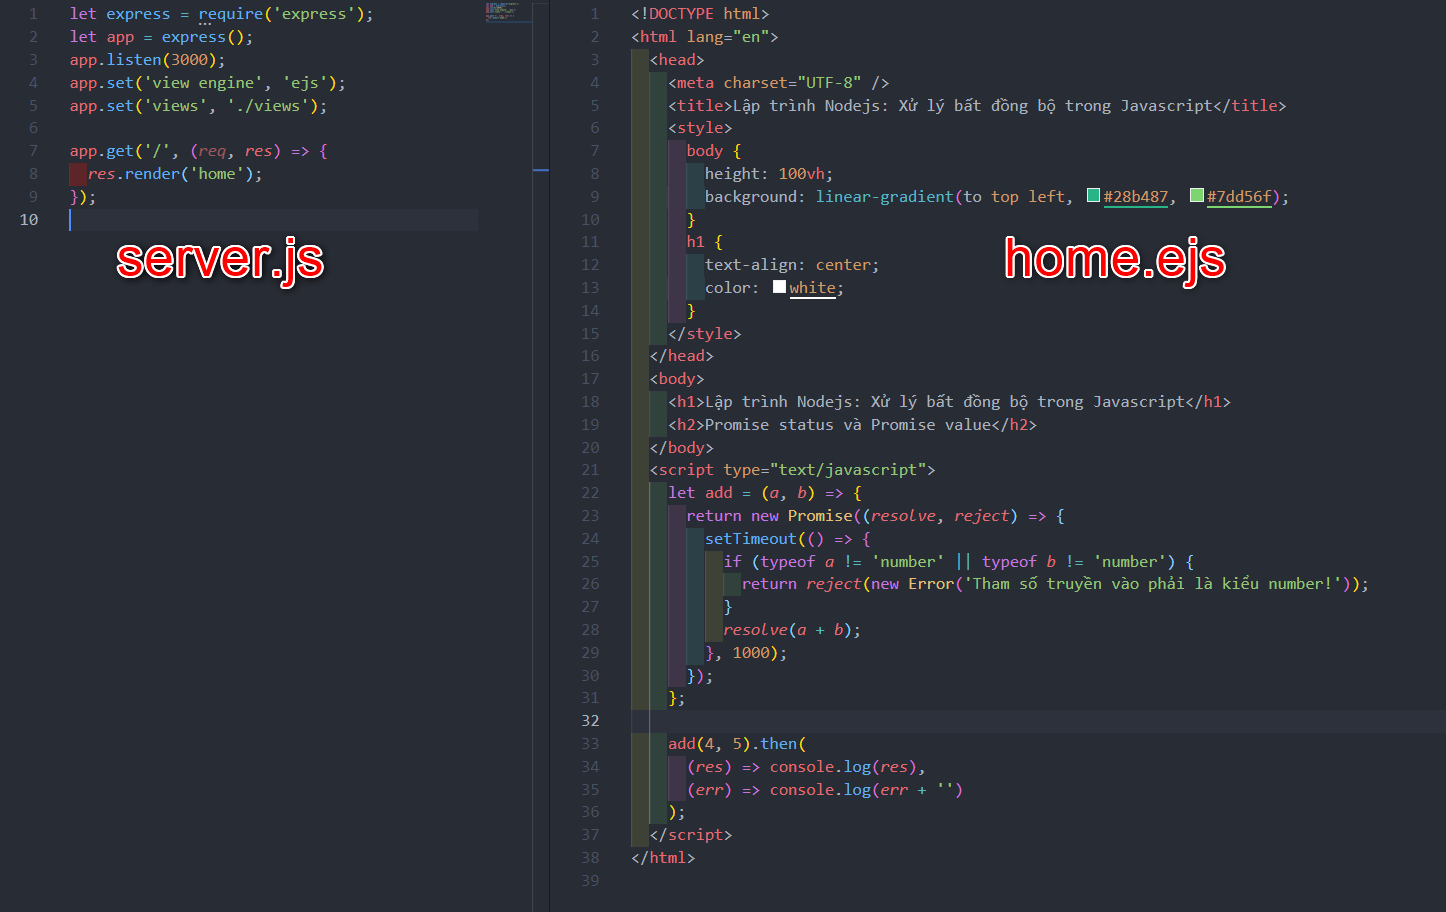 1 let express = require('express');
2 let app = express();
3 app.listen(3000);
4 app.set('view engine', 'ejs');
5 app.set('views', './views');
6
7 app.get('/', (req, res) => {
8   res.render('home');
9 });
10
server.js
1 <!DOCTYPE html>
2 <html lang="en">
3   <head>
4     <meta charset="UTF-8" />
5     <title>Lập trình Nodejs: Xử lý bất đồng bộ trong Javascript</title>
6     <style>
7       body {
8         height: 100vh;
9         background: linear-gradient(to top left, #28b487, #7dd56f);
10       }
11       h1 {
12         text-align: center;
13         color: white;
14       }
15     </style>
16   </head>
17   <body>
18     <h1>Lập trình Nodejs: Xử lý bất đồng bộ trong Javascript</h1>
19     <h2>Promise status và Promise value</h2>
20   </body>
21   <script type="text/javascript">
22     let add = (a, b) => {
23       return new Promise((resolve, reject) => {
24         setTimeout(() => {
25           if (typeof a != 'number' || typeof b != 'number') {
26             return reject(new Error('Tham số truyền vào phải là kiểu number!'));
27           }
28           resolve(a + b);
29         }, 1000);
30       });
31     };
32
33     add(4, 5).then(
34       (res) => console.log(res),
35       (err) => console.log(err + '')
36     );
37   </script>
38 </html>
39
home.ejs